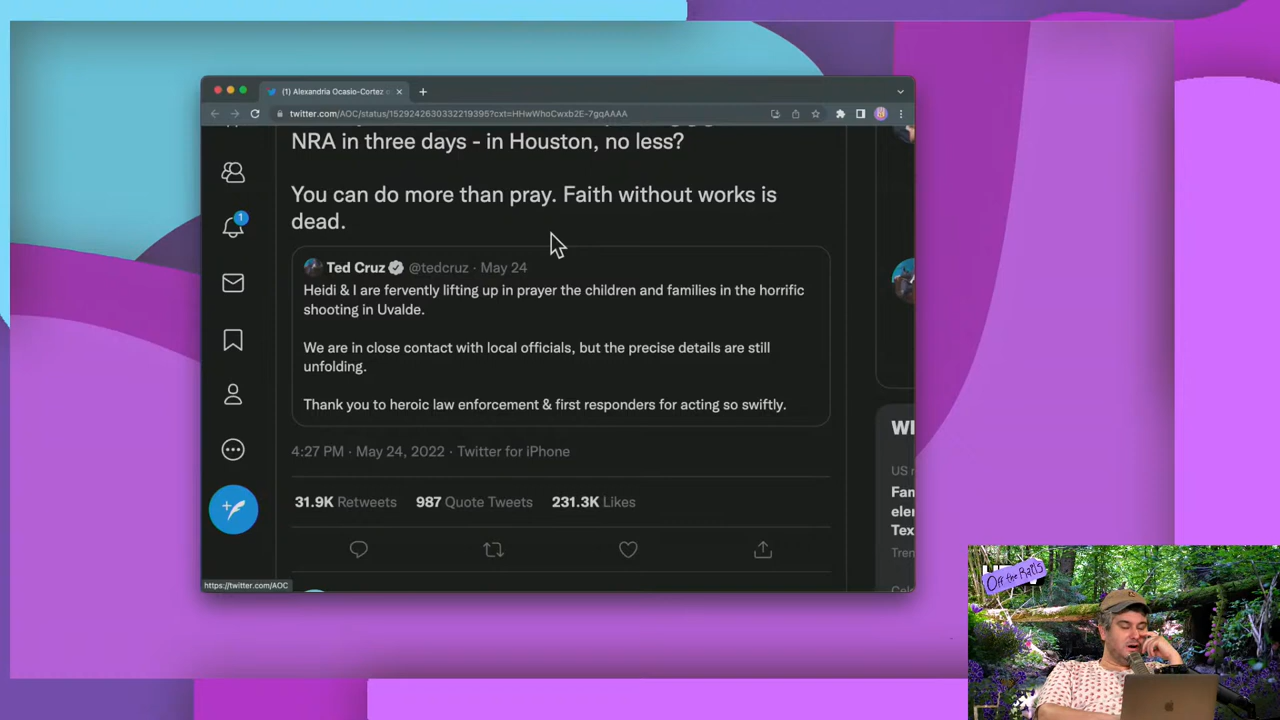 (1) Alexandria Ocasio-Cortez o
twitter.com/AOC/status/1529242630332219395?cxt=HHwWhoCwxb2E-7gqAAAA
NRA in three days - in Houston, no less?
You can do more than pray. Faith without works is
dead.
1
Ted Cruz @tedcruz · May 24
Heidi & I are fervently lifting up in prayer the children and families in the horrific
shooting in Uvalde.
We are in close contact with local officials, but the precise details are still
unfolding.
Thank you to heroic law enforcement & first responders for acting so swiftly.
4:27 PM · May 24, 2022 · Twitter for iPhone
31.9K Retweets 987 Quote Tweets 231.3K Likes
US
Tren
https://twitter.com/AOC
Off the Rails